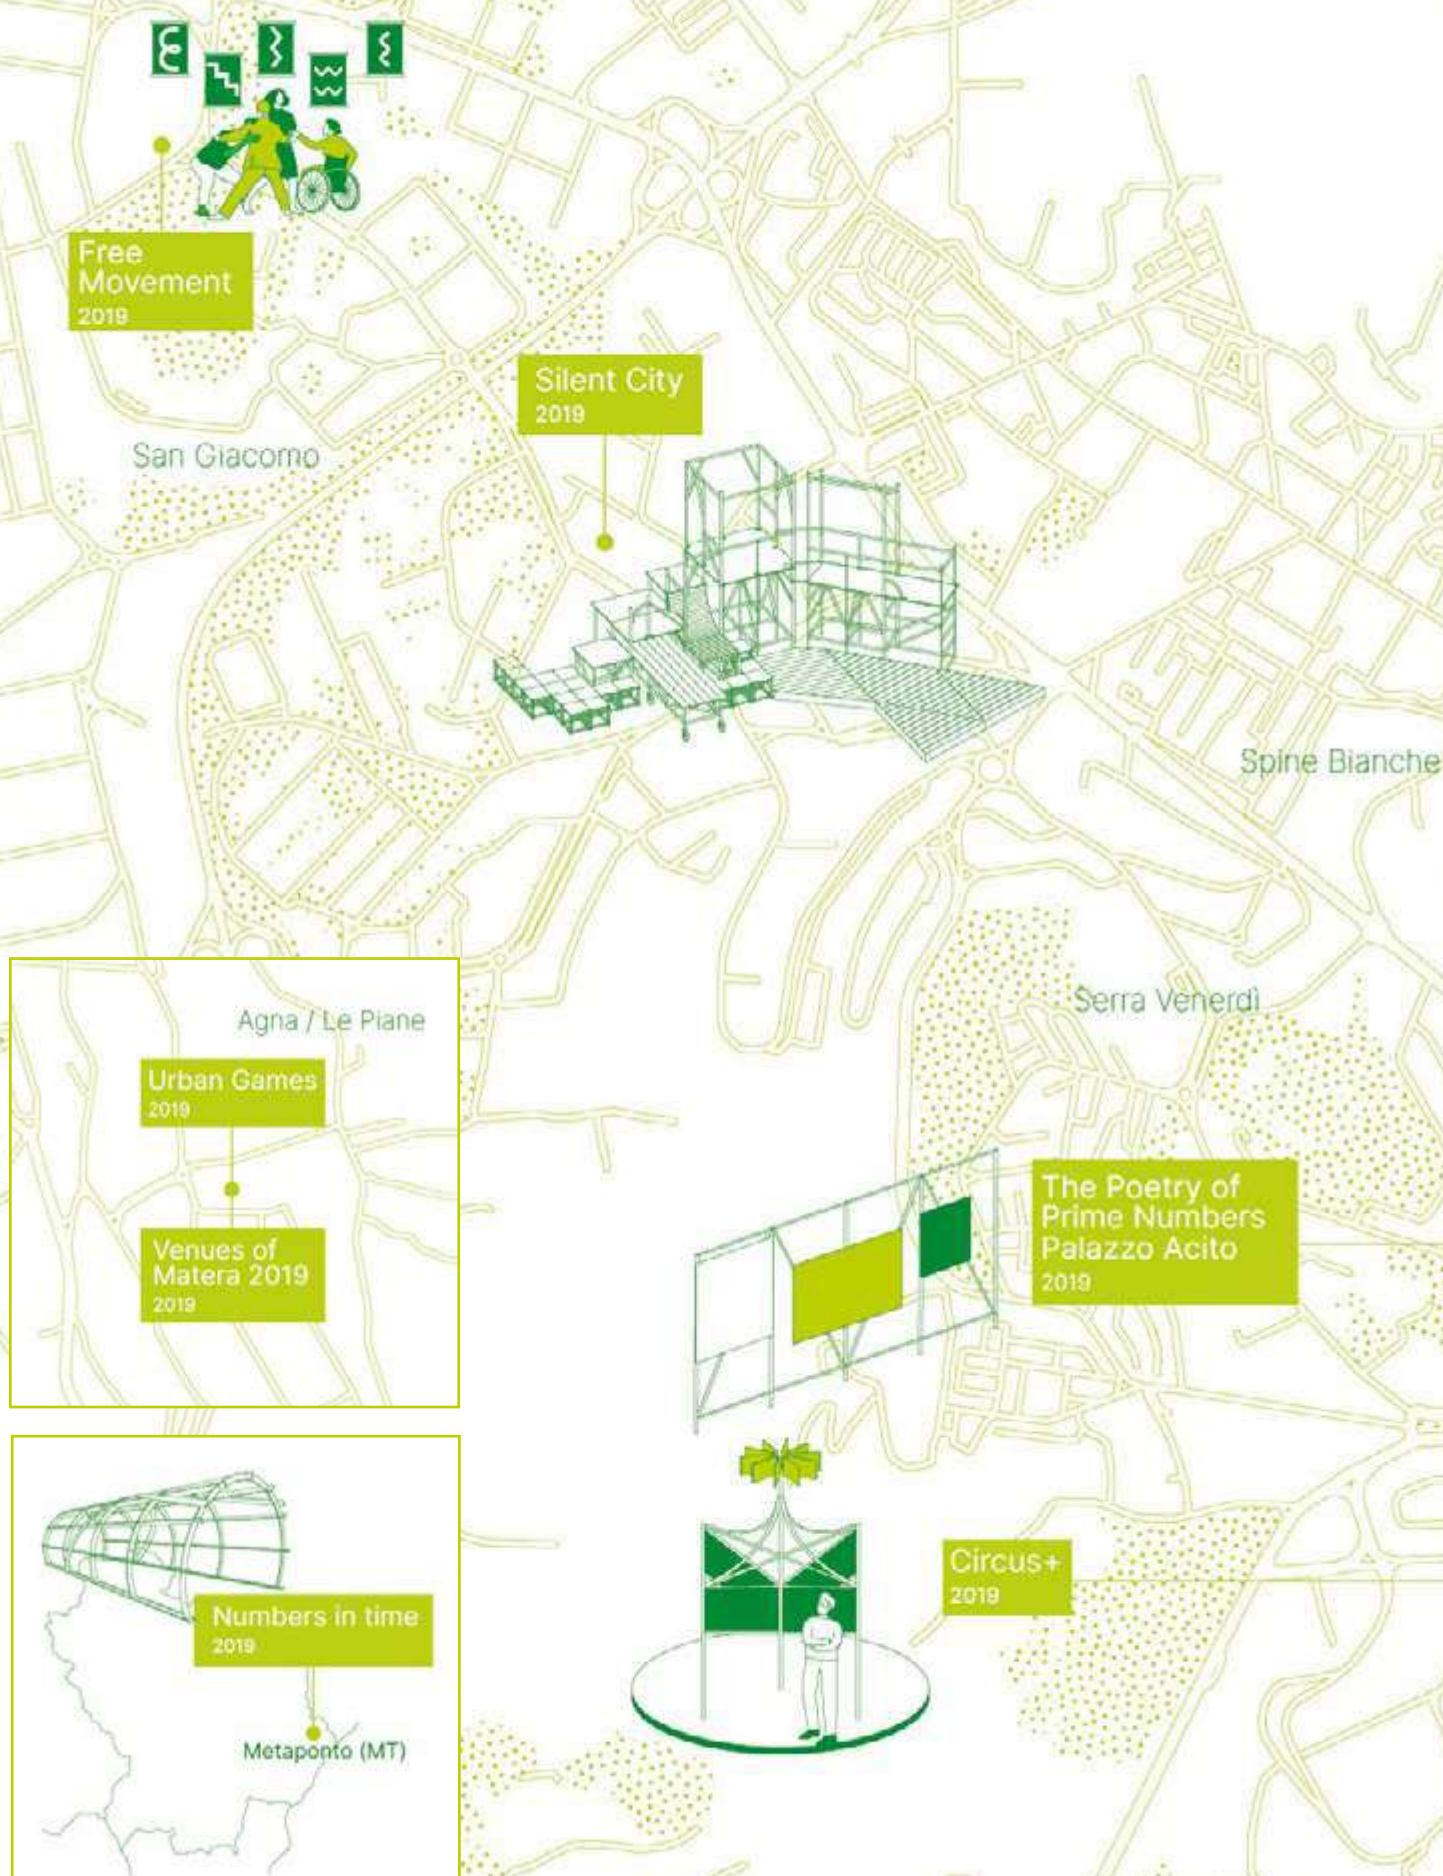 Free
Movement
2019
Silent City
2019
San Giacomo
Spine Bianche
Serra Venerdì
Agna / Le Piane
Urban Games
2019
Venues of
Matera 2019
2019
The Poetry of
Prime Numbers
Palazzo Acito
2019
Circus+
2019
Numbers in time
2019
Metaponto (MT)